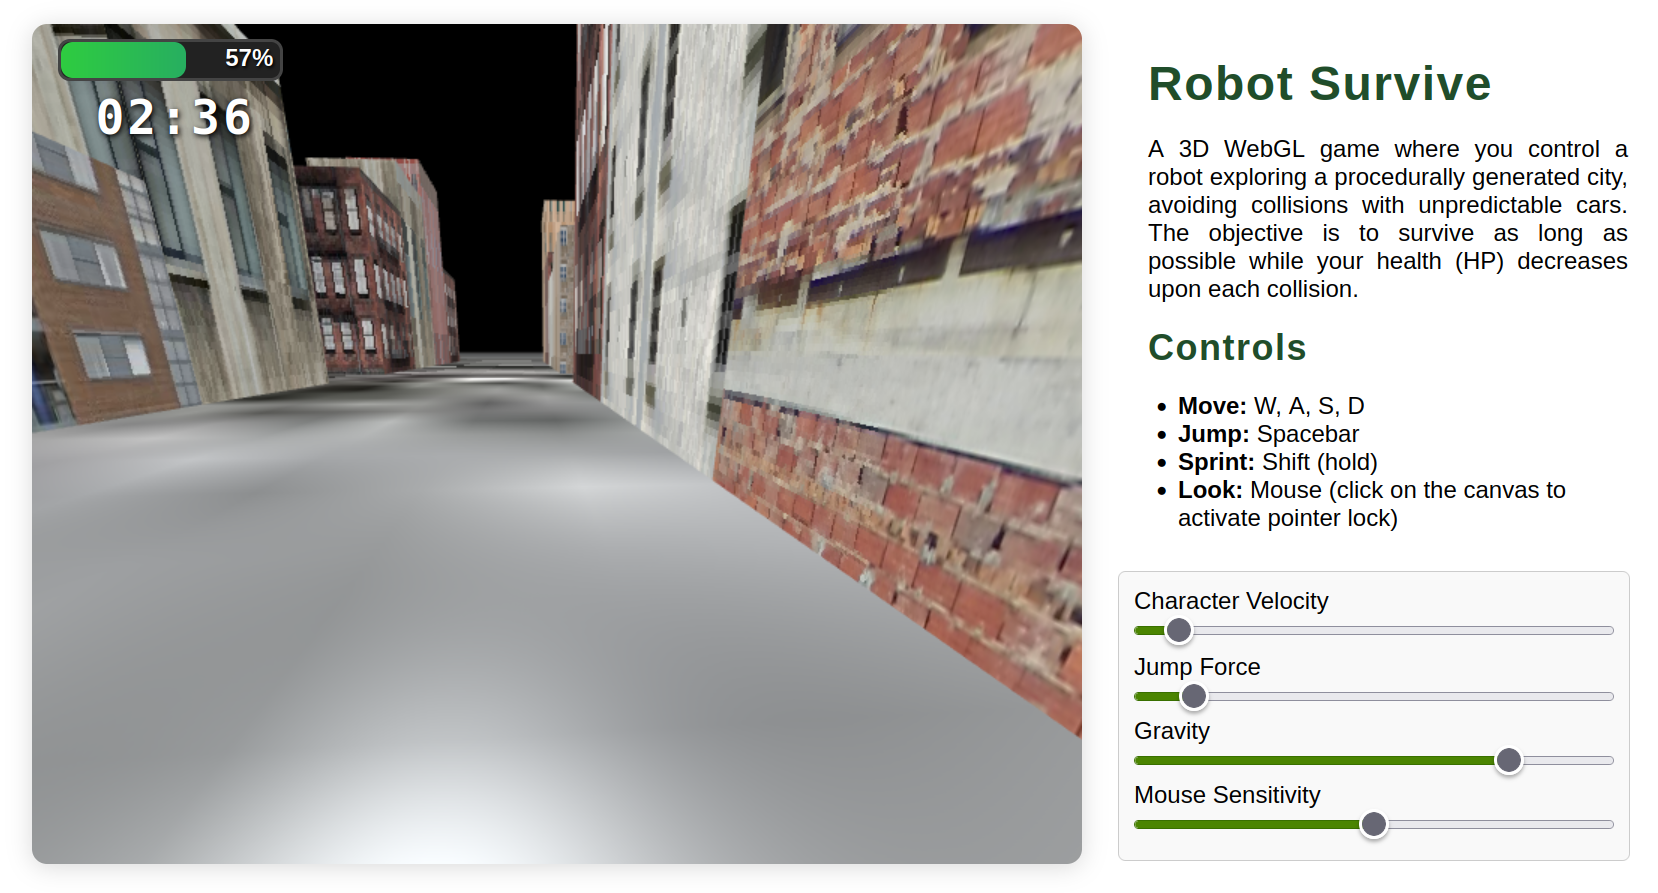 57%
02:36
Robot Survive
A 3D WebGL game where you control a
robot exploring a procedurally generated city,
avoiding collisions with unpredictable cars.
The objective is to survive as long as
possible while your health (HP) decreases
upon each collision.
Controls
• Move: W, A, S, D
• Jump: Spacebar
• Sprint: Shift (hold)
• Look: Mouse (click on the canvas to
activate pointer lock)
Character Velocity
Jump Force
Gravity
Mouse Sensitivity